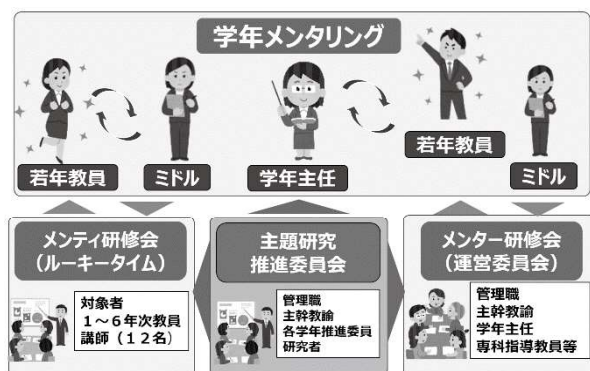 学年メンタリング
若年教員
ミドル
学年主任
若年教員
ミドル
メンティ研修会
（ルーキータイム）
対象者
１～６年次教員
講師（１２名）
主題研究
推進委員会
管理職
主幹教諭
各学年推進委員
研究者
メンター研修会
（運営委員会）
管理職
主幹教諭
学年主任
専科指導教員等